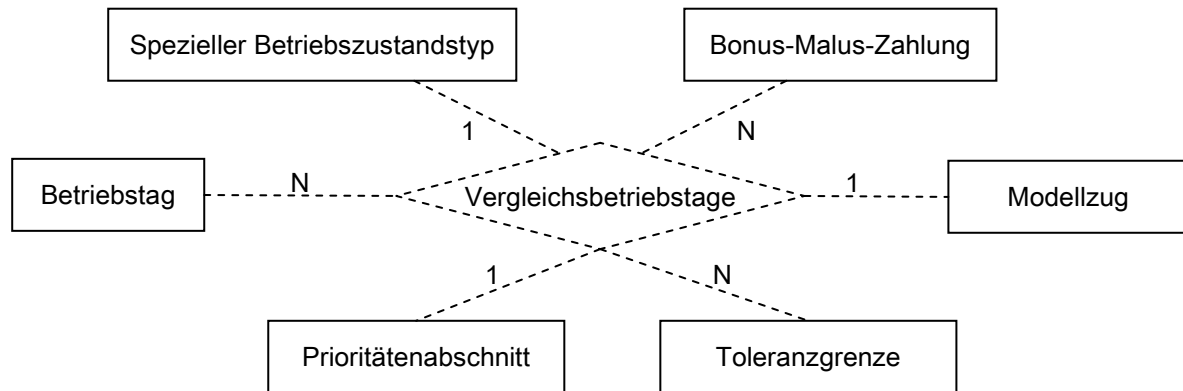 Spezieller Betriebszustandstyp
Bonus-Malus-Zahlung
1
N
Betriebstag
N
Vergleichsbetriebstage
1
Modellzug
1
N
Prioritätenabschnitt
Toleranzgrenze